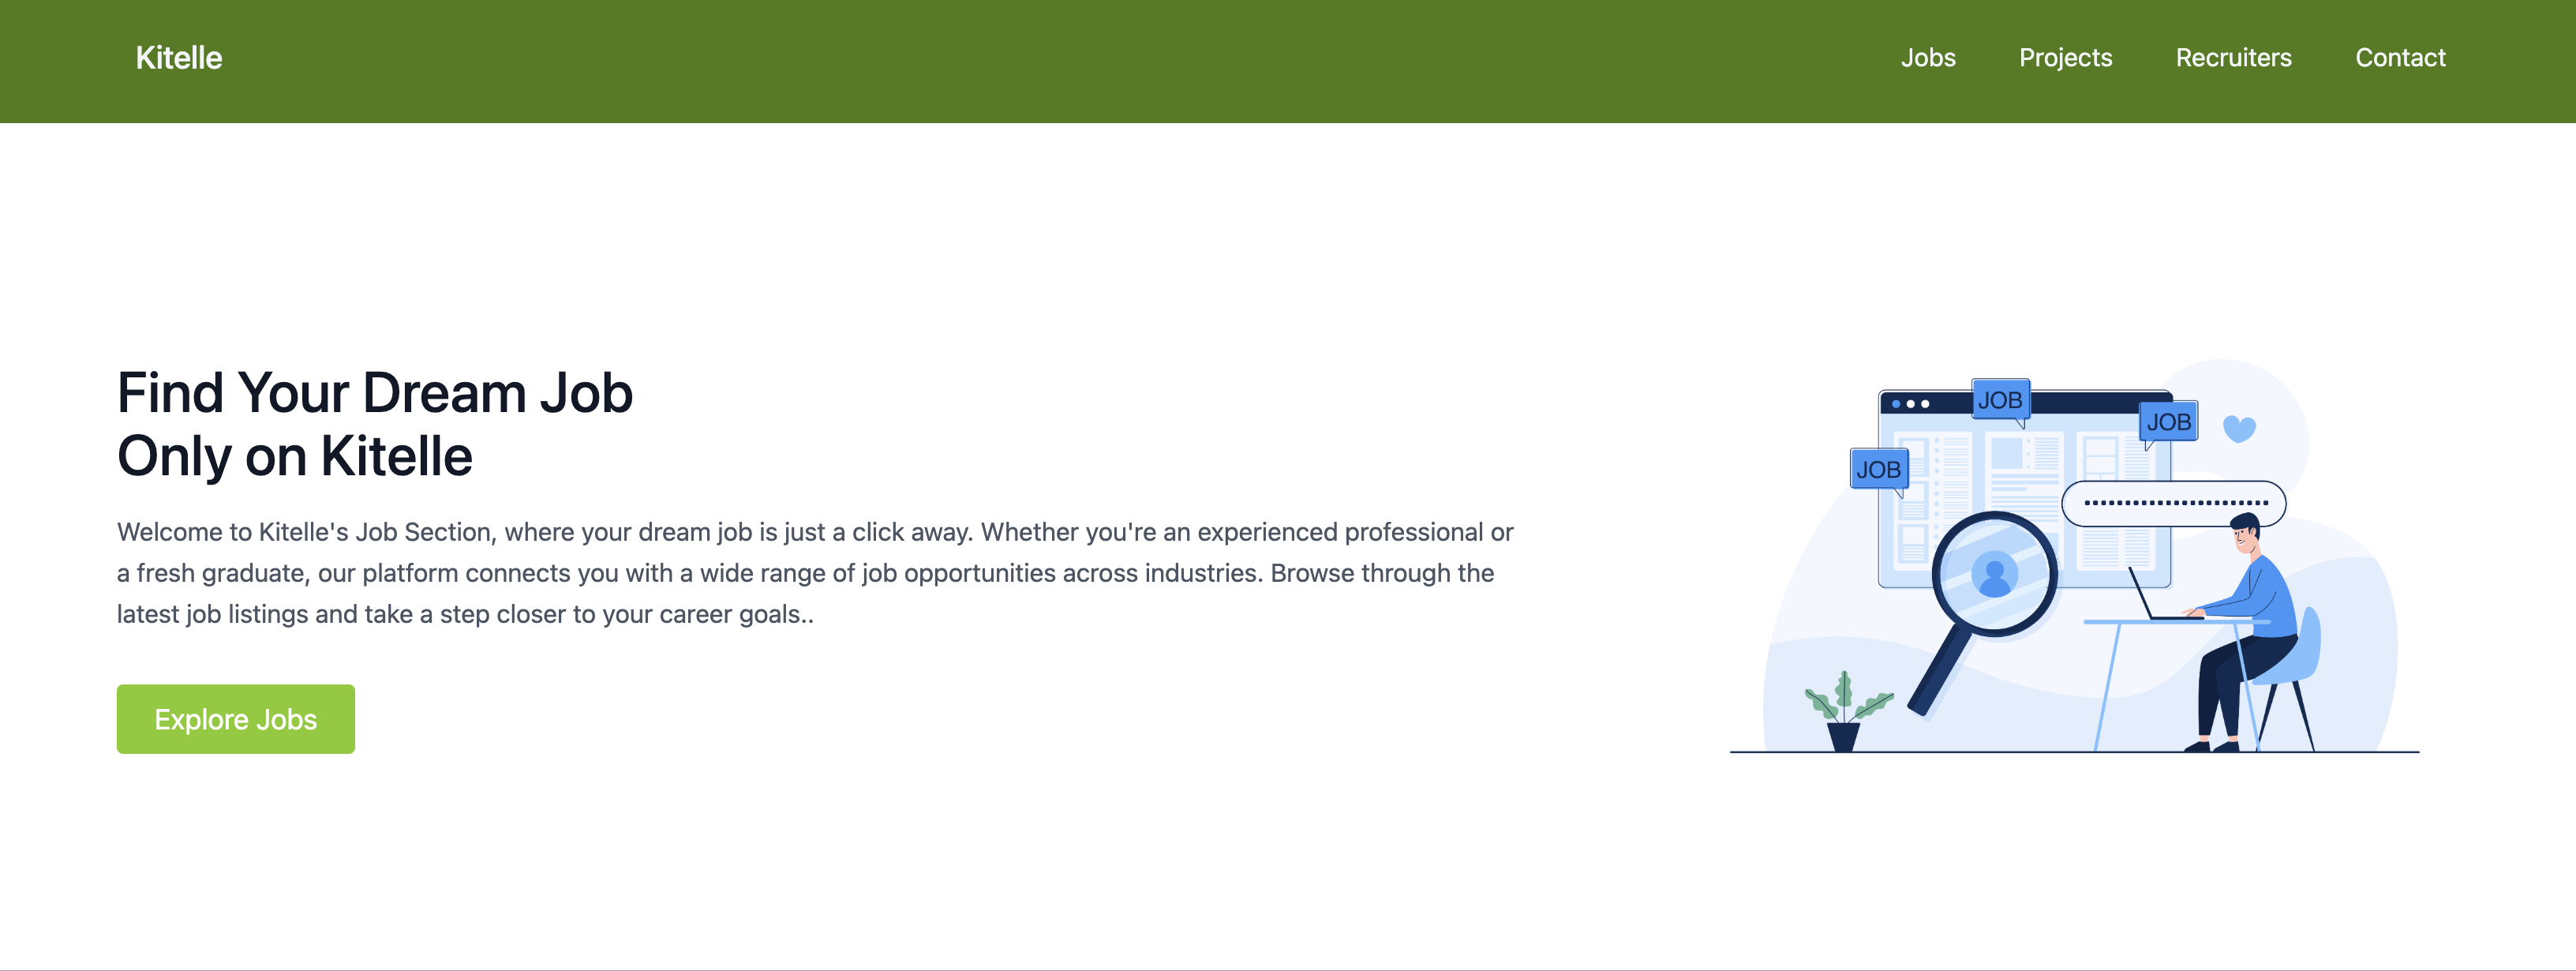 Kitelle
Jobs
Projects
Recruiters
Contact
Find Your Dream Job
Only on Kitelle
Welcome to Kitelle's Job Section, where your dream job is just a click away. Whether you're an experienced professional or
a fresh graduate, our platform connects you with a wide range of job opportunities across industries. Browse through the
latest job listings and take a step closer to your career goals..
Explore Jobs
JOB
JOB
JOB